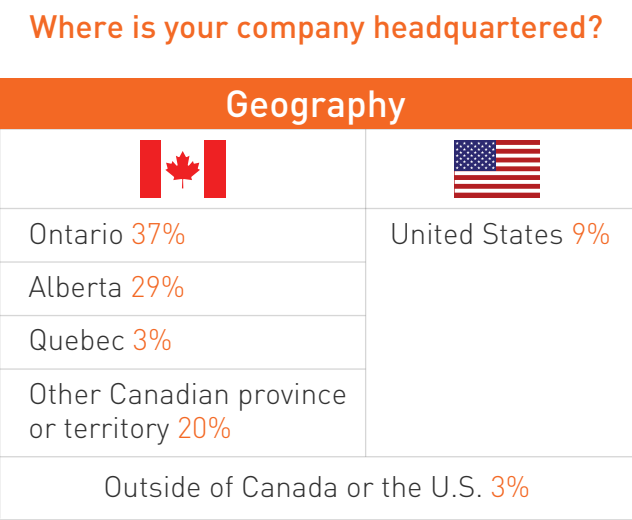 Where is your company headquartered?
Geography
Ontario 37%
United States 9%
Alberta 29%
Quebec 3%
Other Canadian province
or territory 20%
Outside of Canada or the U.S. 3%